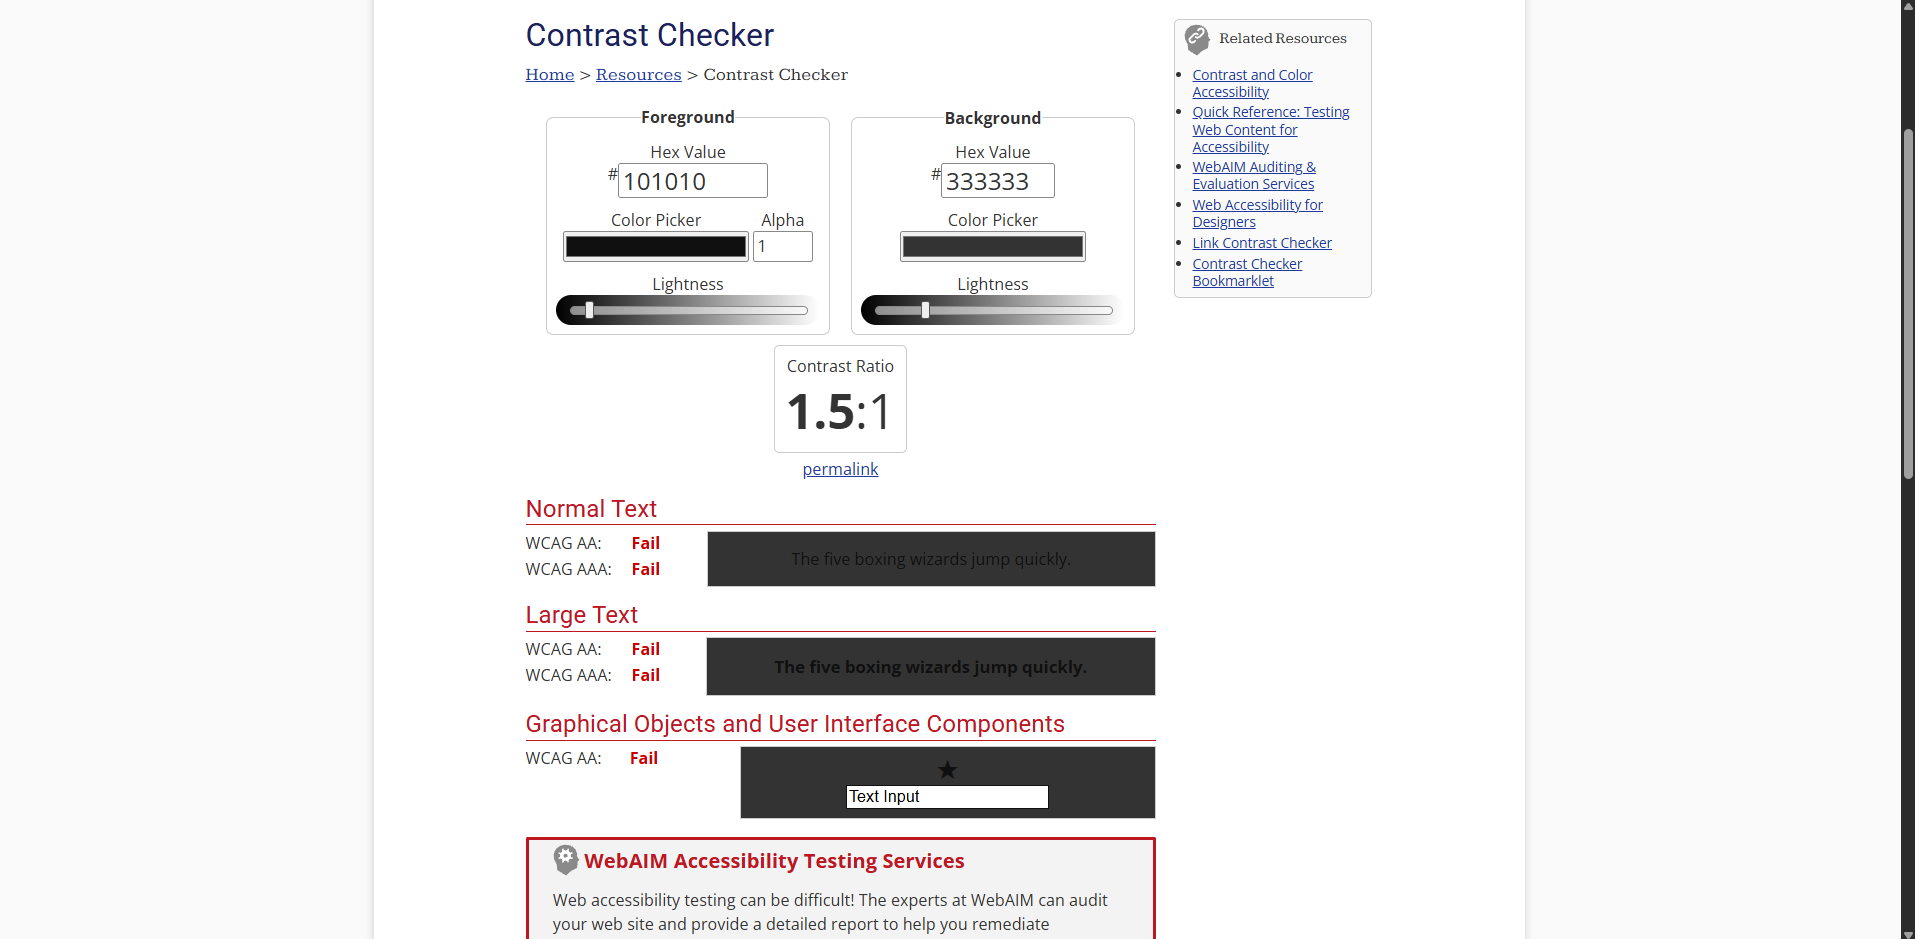 Contrast Checker
Home > Resources > Contrast Checker
Foreground
Hex Value
#101010
Color Picker Alpha
1
Lightness
Background
Hex Value
#333333
Color Picker
Lightness
Contrast Ratio
1.5:1
permalink
Normal Text
WCAG AA: Fail
WCAG AAA: Fail
The five boxing wizards jump quickly.
Large Text
WCAG AA: Fail
WCAG AAA: Fail
The five boxing wizards jump quickly.
Graphical Objects and User Interface Components
WCAG AA: Fail
Text Input
WebAIM Accessibility Testing Services
Web accessibility testing can be difficult! The experts at WebAIM can audit
your web site and provide a detailed report to help you remediate
Related Resources
Contrast and Color
Accessibility
Quick Reference: Testing
Web Content for
Accessibility
WebAIM Auditing &
Evaluation Services
Web Accessibility for
Designers
Link Contrast Checker
Contrast Checker
Bookmarklet